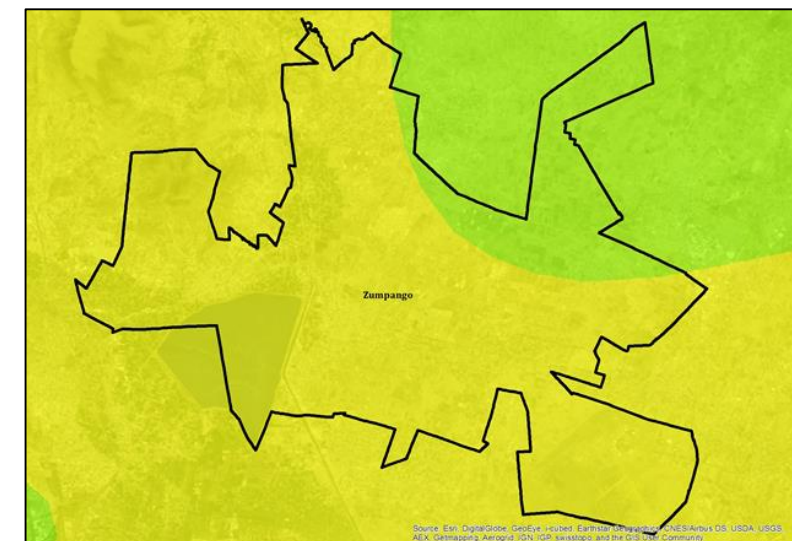 Zumpango
Source: Esri, DigitalGlobe, GeoEye, i-cubed, Earthstar Geographics, CNES/Airbus DS, USDA, USGS,
AEX, Getmapping, Aerogrid, IGN, IGP, swisstopo, and the GIS User Community